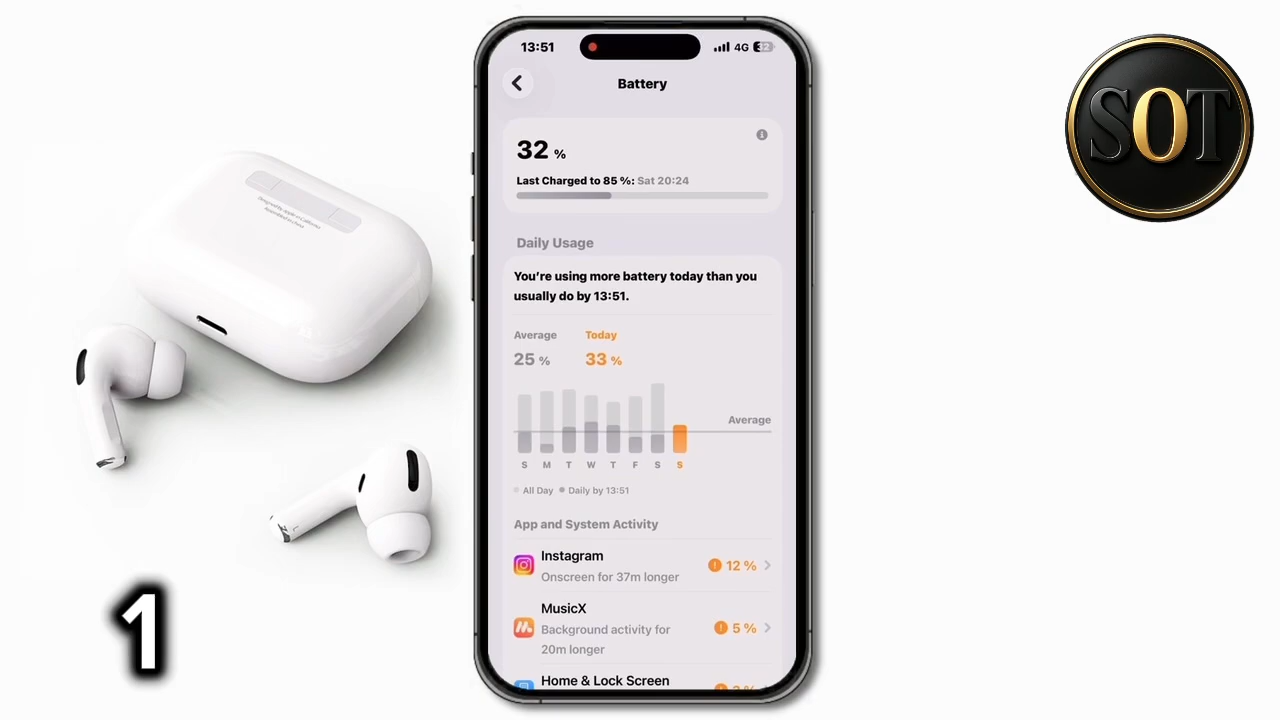 13:51
4G
32
Battery
32 %
Last Charged to 85 %: Sat 20:24
Daily Usage
You’re using more battery today than you
usually do by 13:51.
Average
Today
25 %
33 %
Average
S M T W T F S S
All Day
Daily by 13:51
App and System Activity
Instagram
Onscreen for 37m longer
12 %
MusicX
Background activity for
20m longer
5 %
Home & Lock Screen
SOT
1